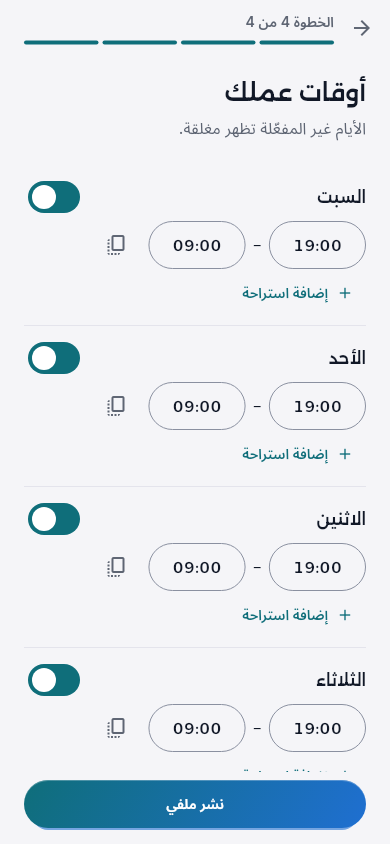 الخطوة 4 من 4
أوقات عملك
الأيام غير المفعّلة تظهر مغلقة.
السبت
19:00 – 09:00
+ إضافة استراحة
الأحد
19:00 – 09:00
+ إضافة استراحة
الاثنين
19:00 – 09:00
+ إضافة استراحة
الثلاثاء
19:00 – 09:00
نشر ملفي